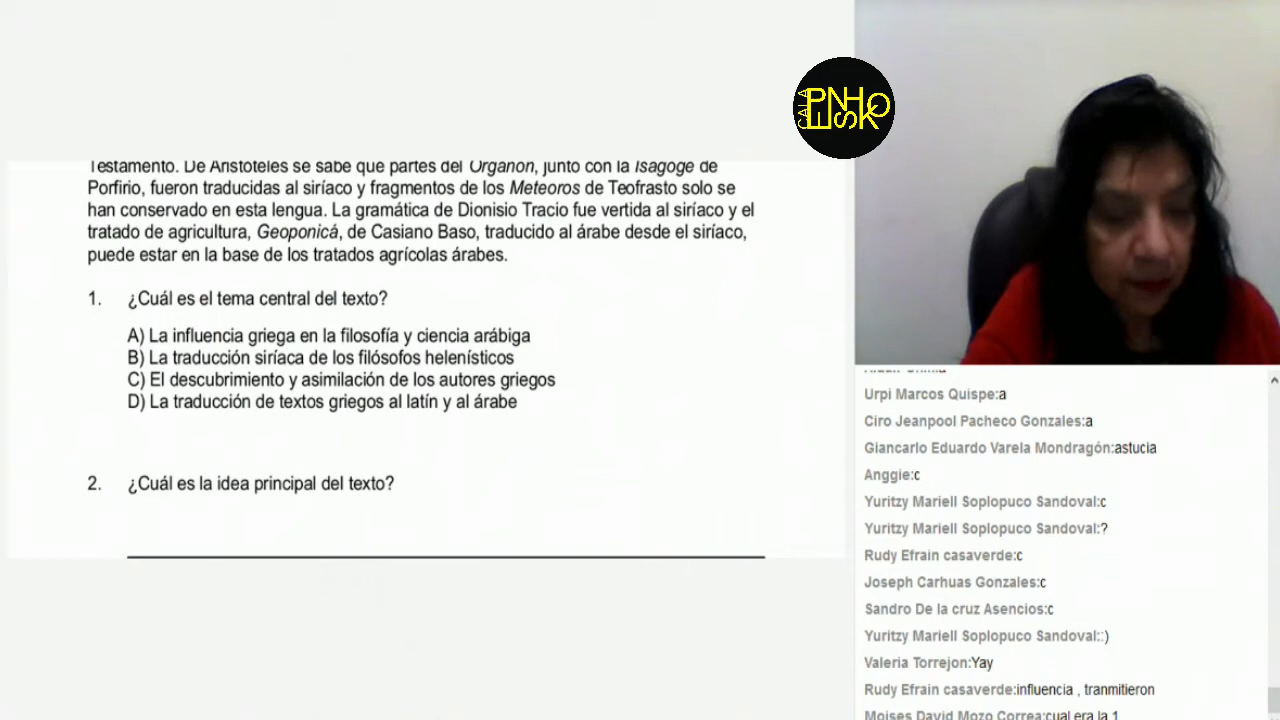 CALA
PENHO
ESK
Testamento. De Aristóteles se sabe que partes del Órganon, junto con la Isagoge de
Porfirio, fueron traducidas al siríaco y fragmentos de los Meteoros de Teofrasto solo se
han conservado en esta lengua. La gramática de Dionisio Tracio fue vertida al siríaco y el
tratado de agricultura, Geoponicá, de Casiano Baso, traducido al árabe desde el siríaco,
puede estar en la base de los tratados agrícolas árabes.
1. ¿Cuál es el tema central del texto?
A) La influencia griega en la filosofía y ciencia arábiga
B) La traducción siríaca de los filósofos helenísticos
C) El descubrimiento y asimilación de los autores griegos
D) La traducción de textos griegos al latín y al árabe
2. ¿Cuál es la idea principal del texto?
Urpi Marcos Quispe:a
Ciro Jeanpool Pacheco Gonzales:a
Giancarlo Eduardo Varela Mondragón:astucia
Anggie:c
Yuritzy Mariell Soplopuco Sandoval:c
Yuritzy Mariell Soplopuco Sandoval:?
Rudy Efrain casaverde:c
Joseph Carhuas Gonzales:c
Sandro De la cruz Asencios:c
Yuritzy Mariell Soplopuco Sandoval::)
Valeria Torrejon:Yay
Rudy Efrain casaverde:influencia , tranmitieron
Moises David Mozo Correa:cual era la 1